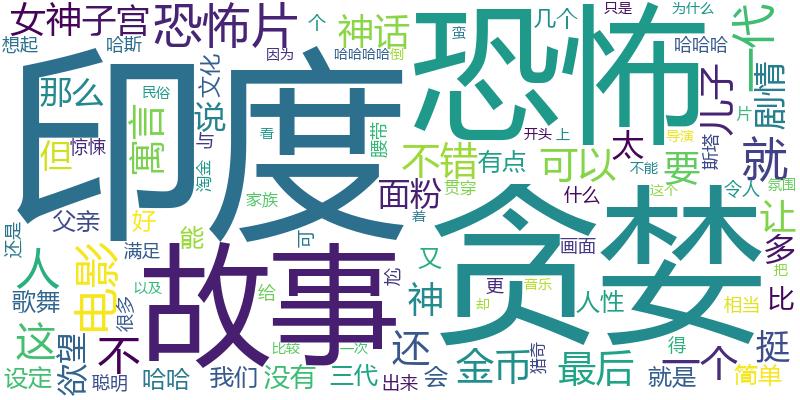 女神子宫
恐怖片
个
神话
几个
恐怖
只是
为什么
一代
想起
哈斯
因为
哈哈哈哈
倒
蛮
哈哈哈
儿子
剧情
印度
那么
民俗
文化
说
惊悚
寓言
与
看
腰带
但
不错
有点
可以
开头
上
太
要
斯塔
导演
片
就
淘金
家族
面粉
贯穿
什么
不能
这个
令人
氛围
让
父亲
好
还是
满足
能
可
着
贪婪
画面
多
把
人
电影
故事
尬
又
神
更
音乐
却
人性
相当
比
歌舞
很多
以及
给
这
不
欲望
比较
一次
还
金币
猎奇
最后
得
一个
挺
设定
聪明
哈哈
我们
没有
三代
出来
会
就是
简单